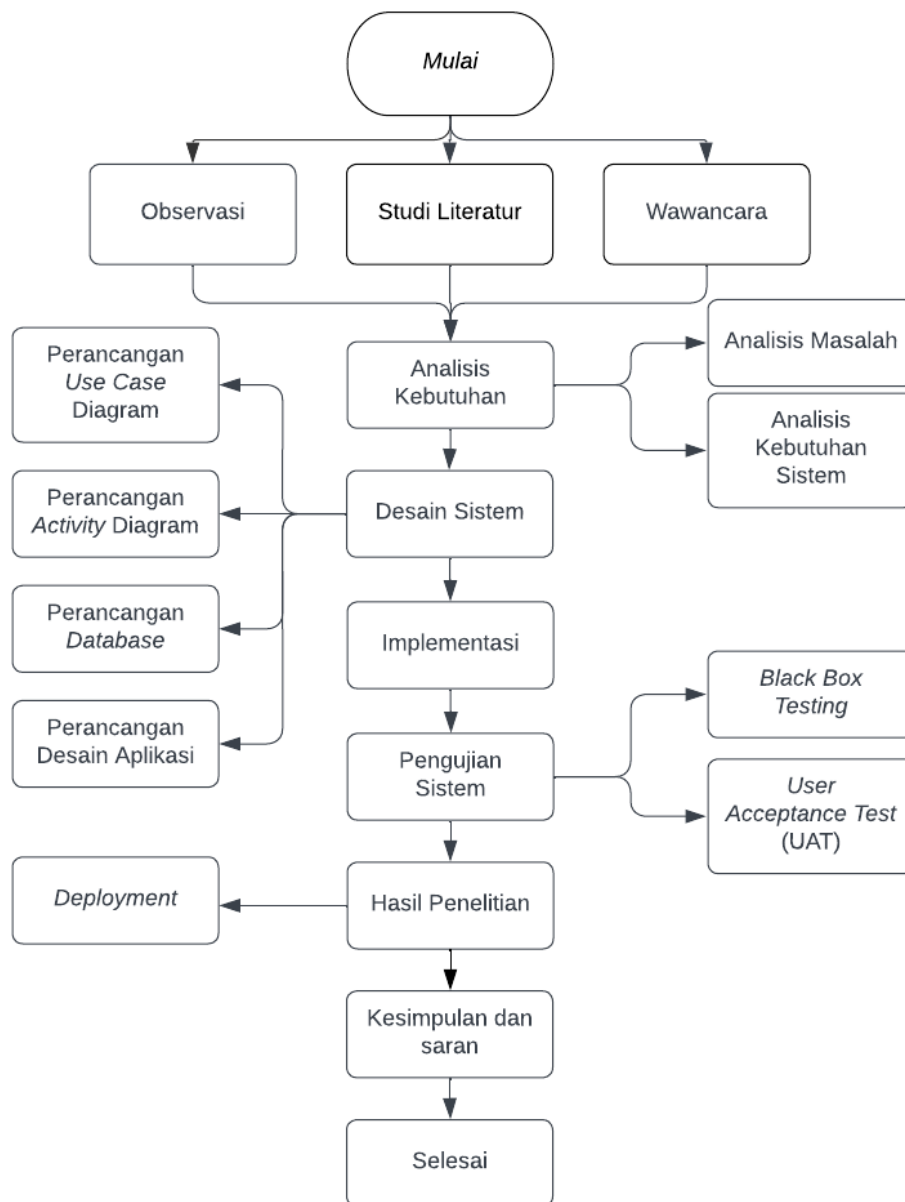 Mulai
Observasi
Studi Literatur
Wawancara
Analisis
Kebutuhan
Analisis Masalah
Analisis
Kebutuhan
Sistem
Desain Sistem
Perancangan
Use Case
Diagram
Perancangan
Activity Diagram
Perancangan
Database
Perancangan
Desain Aplikasi
Implementasi
Pengujian
Sistem
Black Box
Testing
User
Acceptance Test
(UAT)
Hasil Penelitian
Deployment
Kesimpulan dan
saran
Selesai